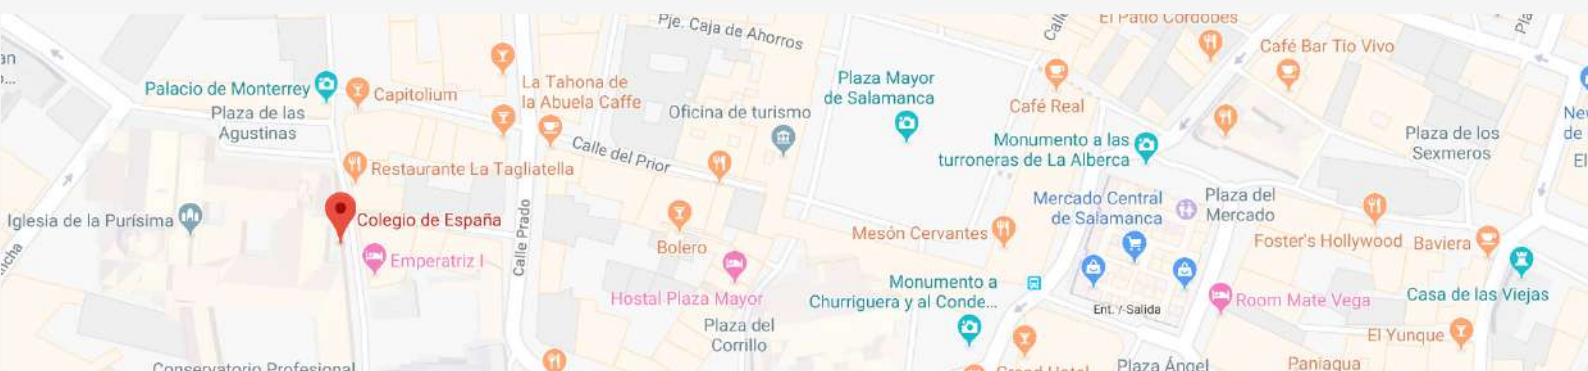 Pje. Caja de Ahorros
El Patio Cordobés
Café Bar Tio Vivo
Palacio de Monterrey
Capitolium
La Tahona de
la Abuela Caffe
Plaza Mayor
de Salamanca
Café Real
Plaza de las
Agustinas
Oficina de turismo
Monumento a las
turroneras de La Alberca
Plaza de los
Sexmeros
Calle del Prior
Restaurante La Tagliatella
Mercado Central
de Salamanca
Plaza del
Mercado
Iglesia de la Purísima
Colegio de España
Calle Prado
Bolero
Mesón Cervantes
Foster's Hollywood
Baviera
Emperatriz I
Hostal Plaza Mayor
Monumento a
Churriguera y al Conde...
Ent. / Salida
Room Mate Vega
Casa de las Viejas
Plaza del
Corrillo
El Yunque
Conservatorio Profesional
Grand Hotel
Plaza Ángel
Paniagua